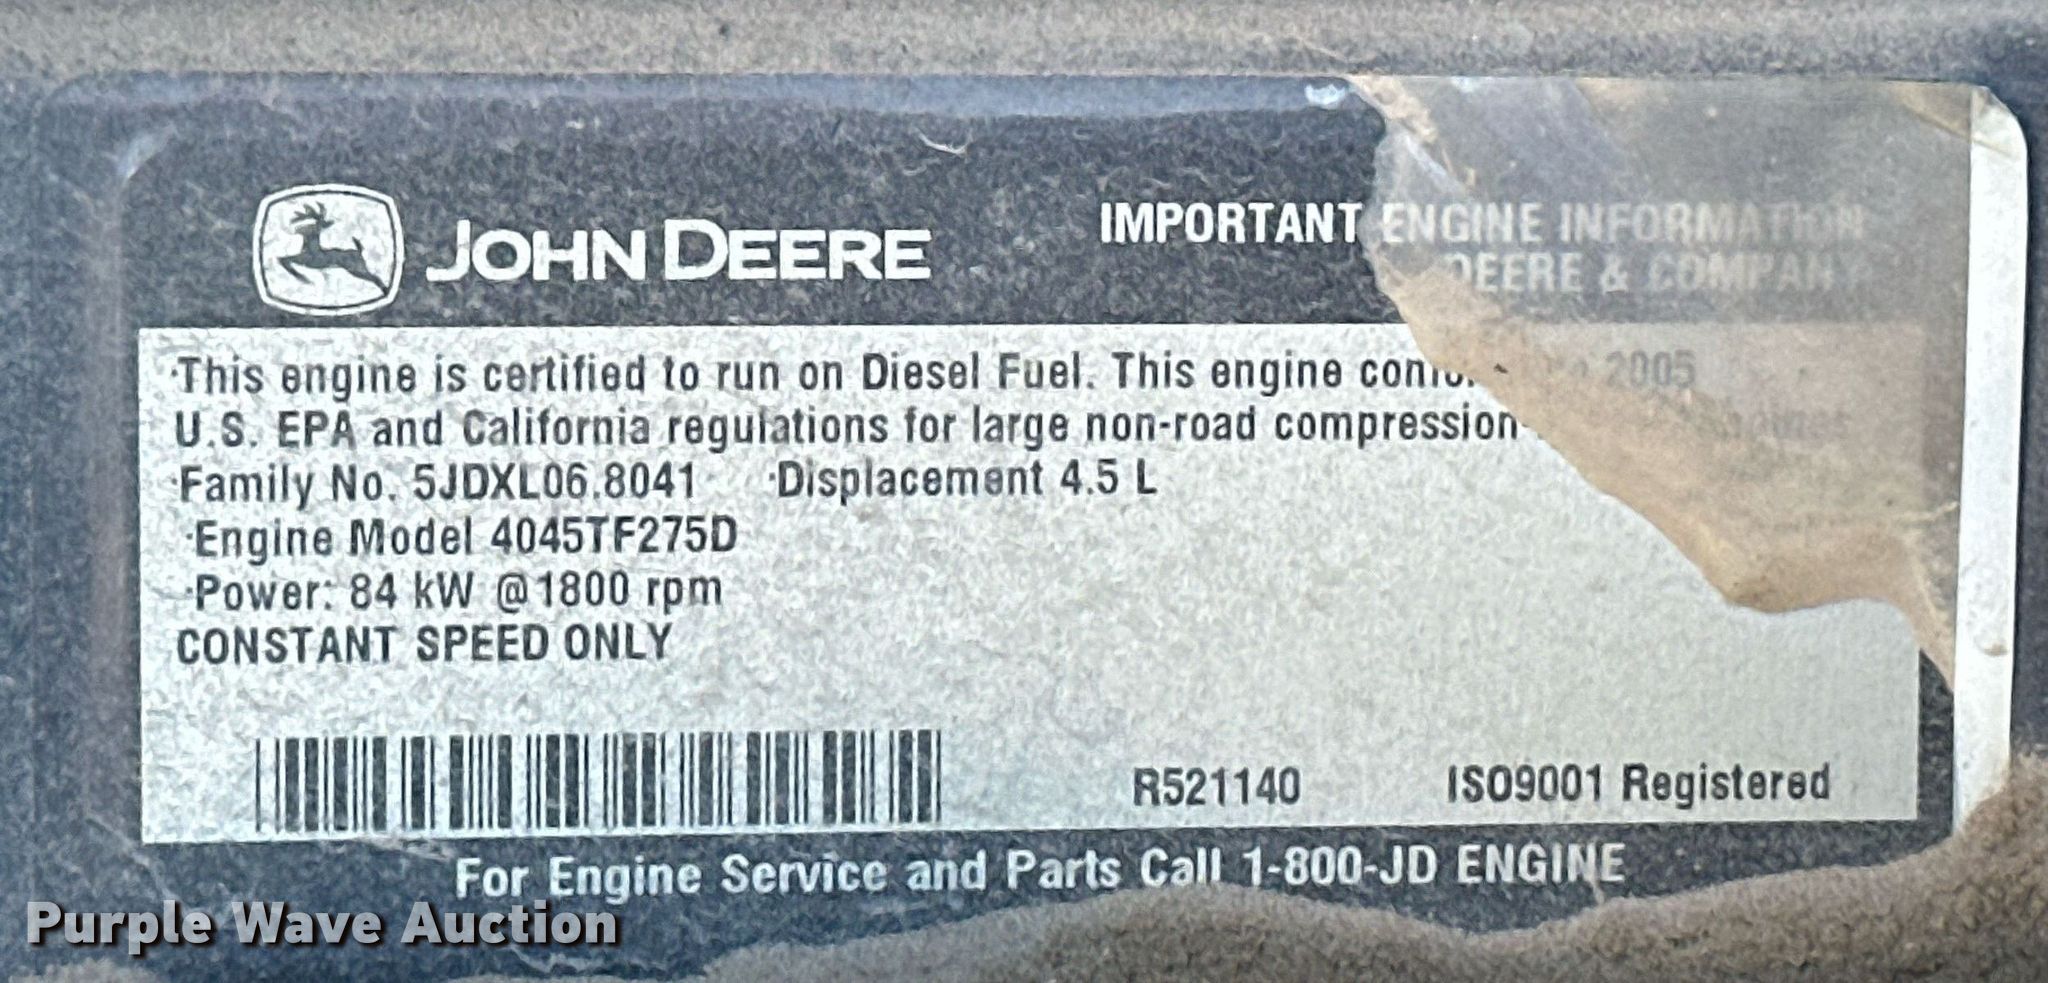 JOHN DEERE
IMPORTANT ENGINE INFORMATION
DEERE & COMPANY
·This engine is certified to run on Diesel Fuel. This engine 2005
U.S. EPA and California regulations for large non-road compression-
·Family No. 5JDXL06.8041 ·Displacement 4.5 L
·Engine Model 4045TF275D
·Power: 84 kW @1800 rpm
CONSTANT SPEED ONLY
R521140 ISO9001 Registered
For Engine Service and Parts Call 1-800-JD ENGINE
Purple Wave Auction